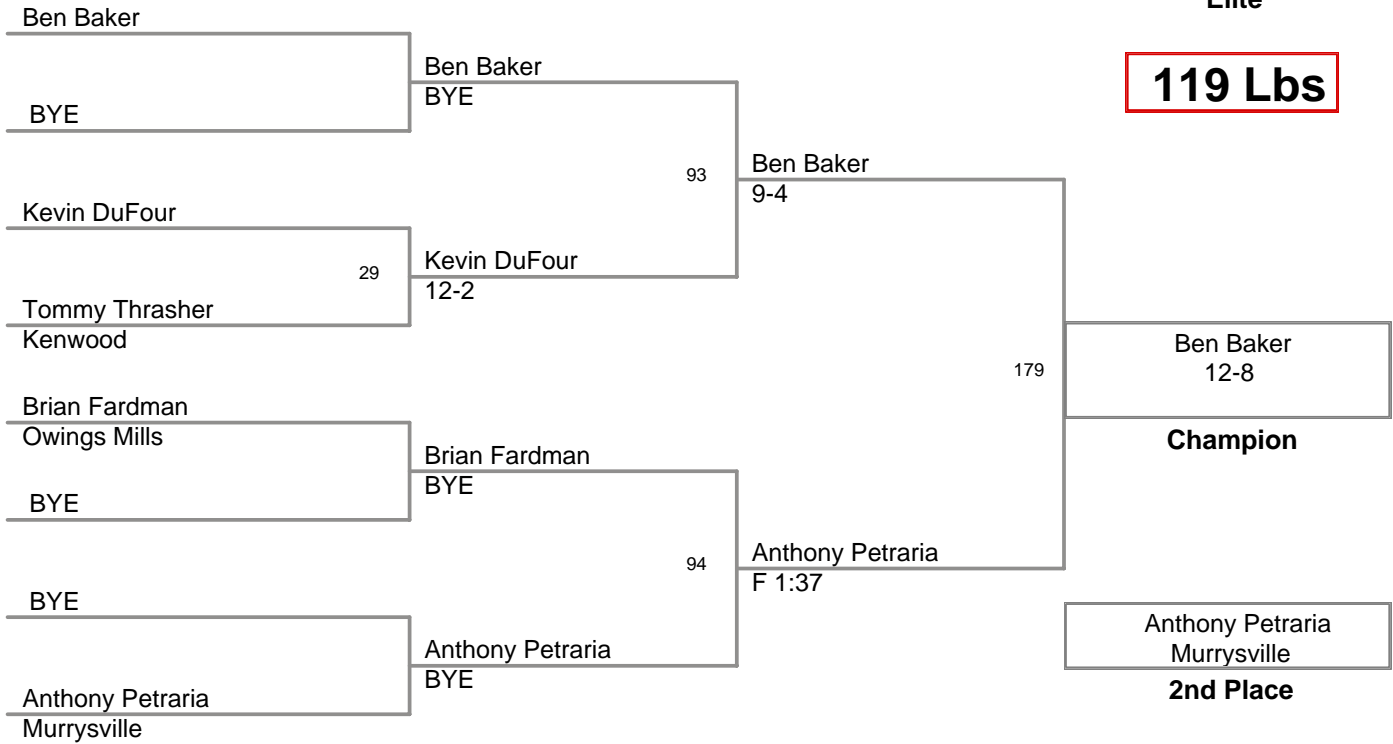 Elite
119 Lbs
Ben Baker
BYE
Kevin DuFour
29
Tommy Thrasher
Kenwood
Brian Fardman
Owings Mills
BYE
BYE
Anthony Petraria
Murrysville
Ben Baker
BYE
93
Kevin DuFour
12-2
Brian Fardman
BYE
94
Anthony Petraria
BYE
Ben Baker
9-4
179
Anthony Petraria
F 1:37
Ben Baker
12-8
Champion
Anthony Petraria
Murrysville
2nd Place